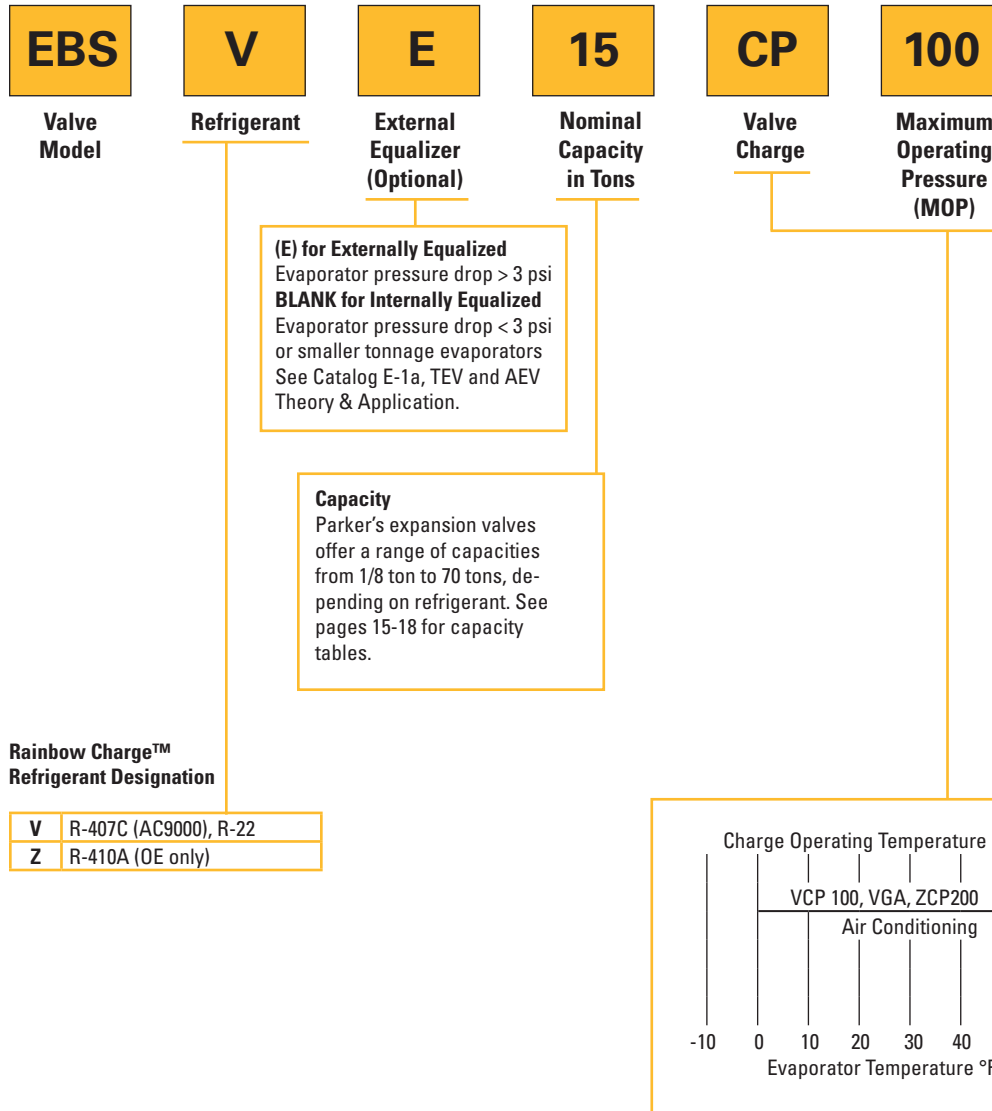 EBS V E 15 CP 100
Valve
Model
Refrigerant
External
Equalizer
(Optional)
Nominal
Capacity
in Tons
Valve
Charge
Maximum
Operating
Pressure
(MOP)
(E) for Externally Equalized
Evaporator pressure drop > 3 psi
BLANK for Internally Equalized
Evaporator pressure drop < 3 psi
or smaller tonnage evaporators
See Catalog E-1a, TEV and AEV
Theory & Application.
Capacity
Parker’s expansion valves
offer a range of capacities
from 1/8 ton to 70 tons, de-
pending on refrigerant. See
pages 15-18 for capacity
tables.
Rainbow Charge™
Refrigerant Designation
V R-407C (AC9000), R-22
Z R-410A (OE only)
Charge Operating Temperature
VCP 100, VGA, ZCP200
Air Conditioning
-10 0 10 20 30 40
Evaporator Temperature °F